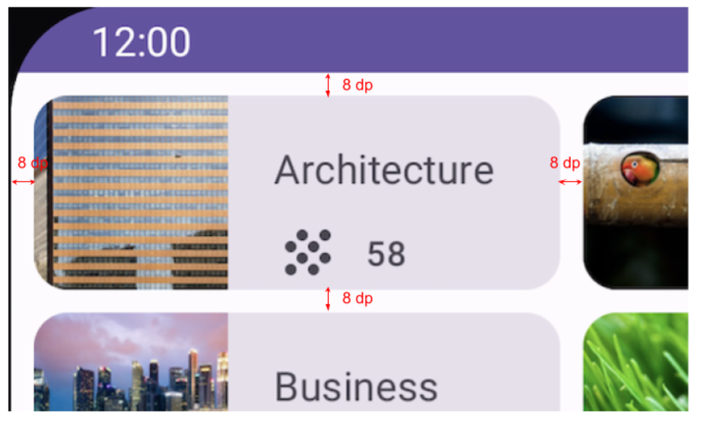 12:00
8 dp
8 dp
8 dp
Architecture
58
8 dp
Business